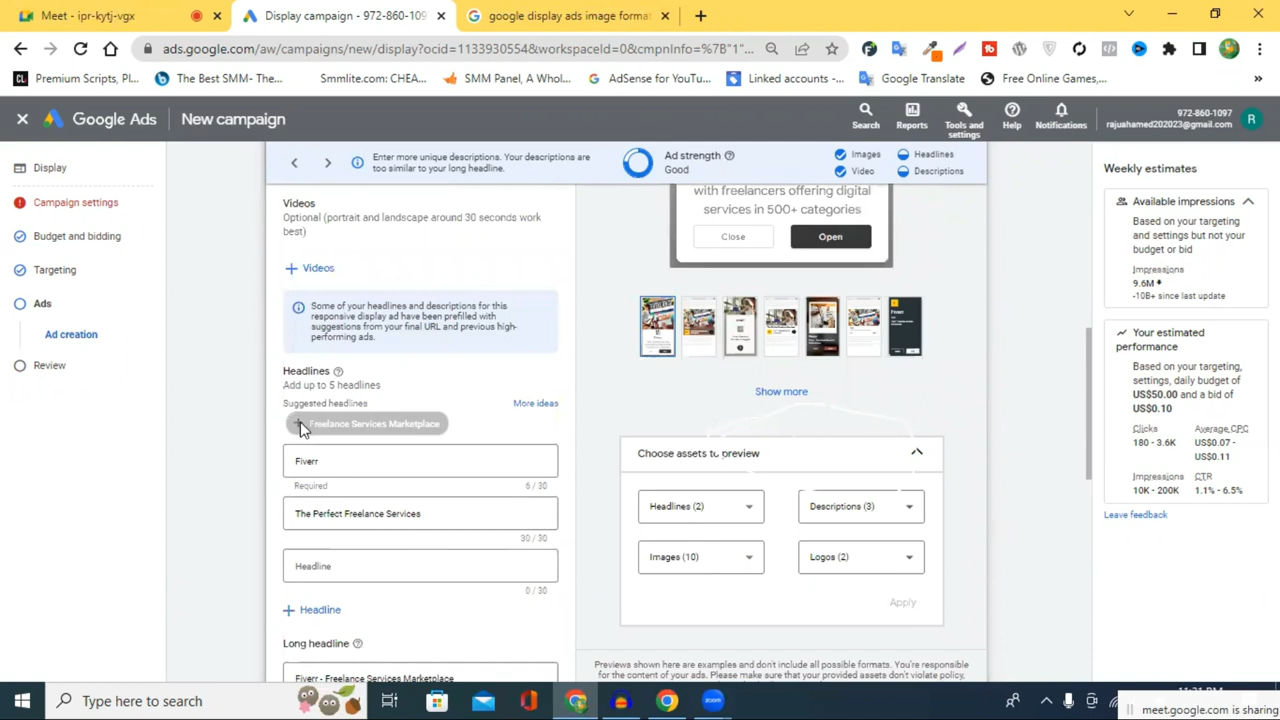 Meet - ipr-kytj-vgx
Display campaign - 972-860-109
google display ads image format
ads.google.com/aw/campaigns/new/display?ocid=1133930554&workspaceId=0&cmpnInfo=%7B"1"...
Premium Scripts, Pl...
The Best SMM- The...
Smmlite.com: CHEA...
SMM Panel, A Whol...
AdSense for YouTu...
Linked accounts -...
Google Translate
Free Online Games,...
Google Ads
New campaign
Search
Reports
Tools and settings
Help
Notifications
972-860-1097
rajuahamed202023@gmail.com
R
Display
Campaign settings
Budget and bidding
Targeting
Ads
Ad creation
Review
Enter more unique descriptions. Your descriptions are
too similar to your long headline.
Ad strength
Good
Images
Headlines
Video
Descriptions
Videos
Optional (portrait and landscape around 30 seconds work
best)
+ Videos
Some of your headlines and descriptions for this
responsive display ad have been prefilled with
suggestions from your final URL and previous high-
performing ads.
Headlines
Add up to 5 headlines
Suggested headlines
More ideas
Freelance Services Marketplace
Fiverr
Required
6 / 30
The Perfect Freelance Services
30 / 30
Headline
0 / 30
+ Headline
Long headline
Fiverr - Freelance Services Marketplace
with freelancers offering digital
services in 500+ categories
Close
Open
Show more
Choose assets to preview
Headlines (2)
Descriptions (3)
Images (10)
Logos (2)
Apply
Previews shown here are examples and don't include all possible formats. You're responsible
for the content of your ads. Please make sure that your provided assets don't violate policy,
Weekly estimates
Available impressions
Based on your targeting
and settings but not your
budget or bid
Impressions
9.6M
-10B+ since last update
Your estimated
performance
Based on your targeting,
settings, daily budget of
US$50.00 and a bid of
US$0.10
Clicks
Average CPC
180 - 3.6K
US$0.07 -
US$0.11
Impressions
CTR
10K - 200K
1.1% - 6.5%
Leave feedback
Type here to search
zoom
meet.google.com is sharing